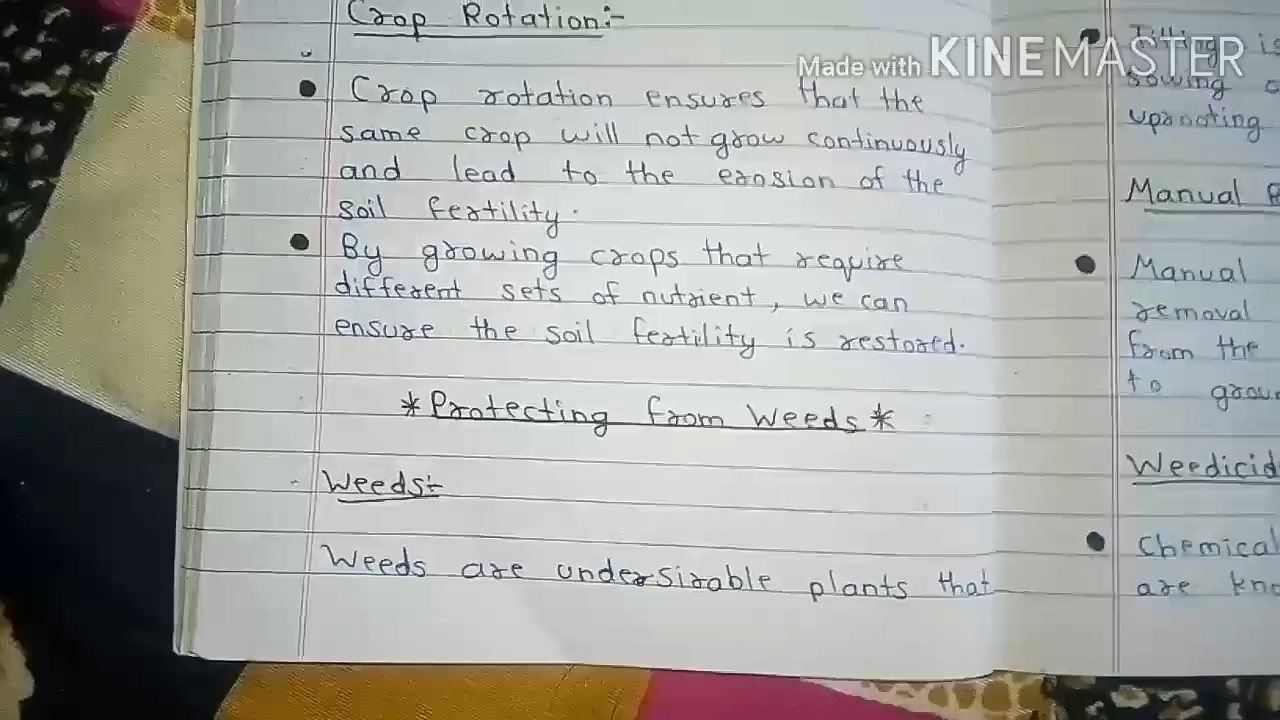 Crop Rotation:-
Made with KINEMASTER
• Crop rotation ensures that the
same crop will not grow continuously
and lead to the erosion of the
soil fertility.
• By growing crops that require
different sets of nutrient, we can
ensure the soil fertility is restored.
*Protecting from Weeds*
Weeds:-
Weeds are undersirable plants that
• Tilling is
sowing
uprooting
Manual
• Manual
removal
from the
to
Weedicid
• Chemical
are